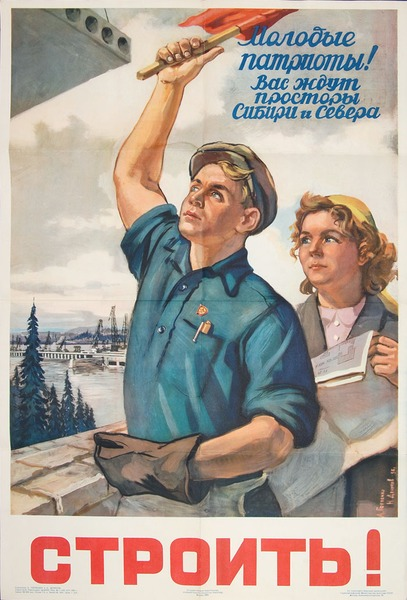 Молодые
патриоты!
Вас ждут
просторы
Сибири и Севера
СТРОИТЬ!